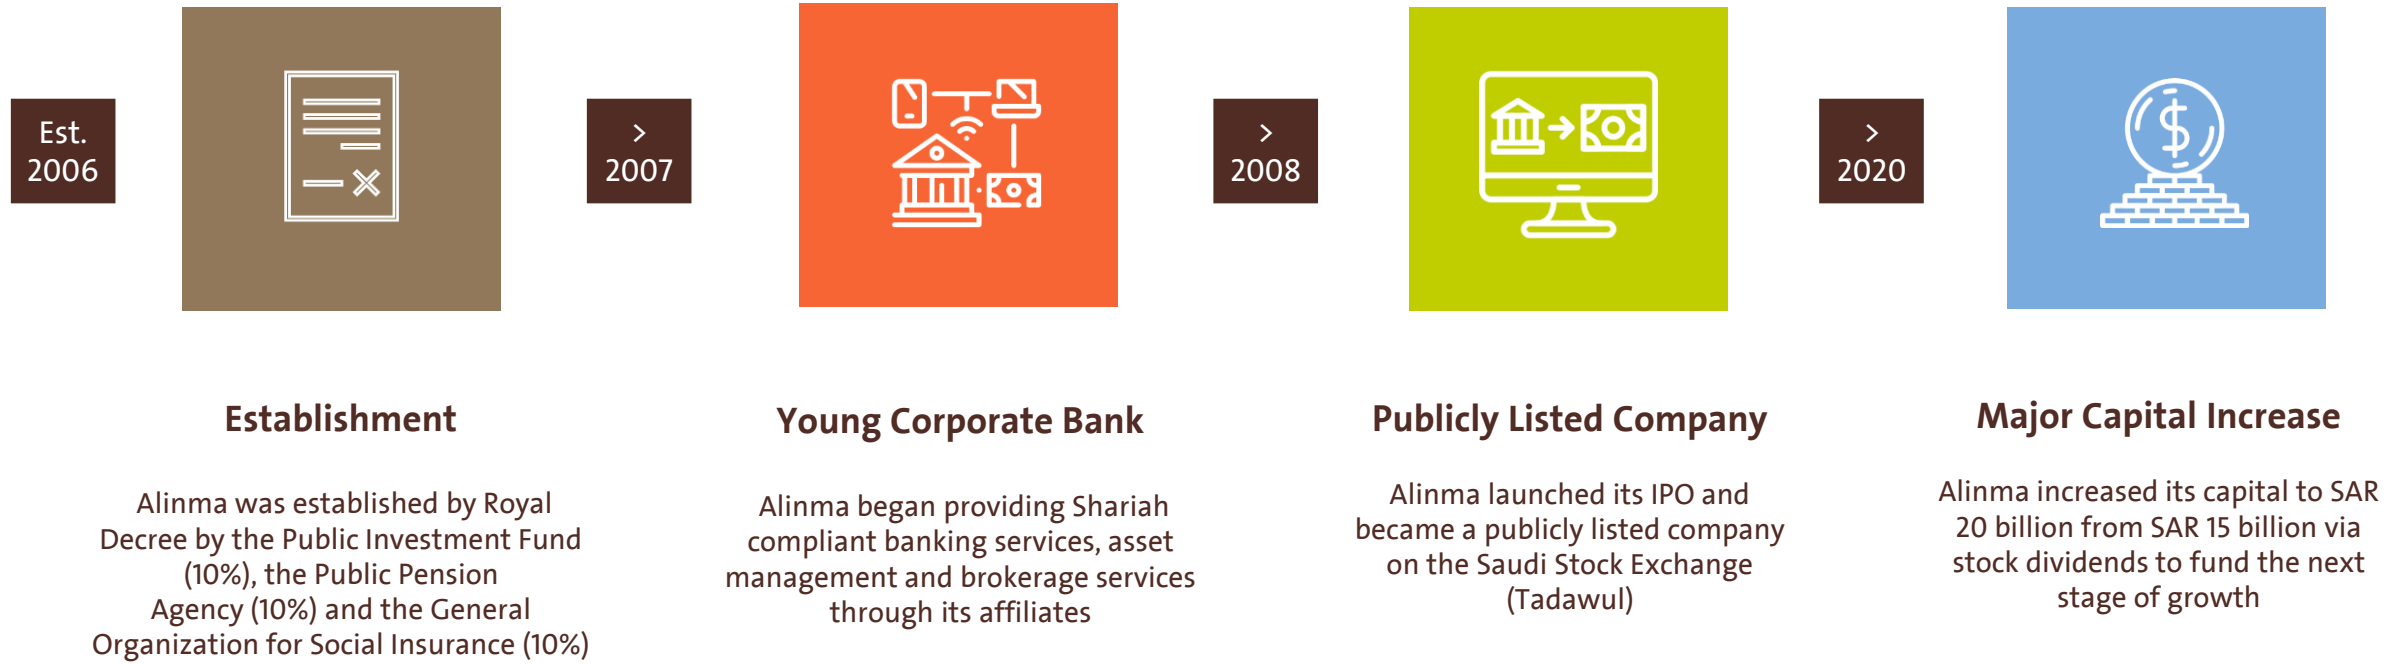 Est.
2006
Establishment
Alinma was established by Royal
Decree by the Public Investment Fund
(10%), the Public Pension
Agency (10%) and the General
Organization for Social Insurance (10%)
>
2007
Young Corporate Bank
Alinma began providing Shariah
compliant banking services, asset
management and brokerage services
through its affiliates
>
2008
Publicly Listed Company
Alinma launched its IPO and
became a publicly listed company
on the Saudi Stock Exchange
(Tadawul)
>
2020
$
Major Capital Increase
Alinma increased its capital to SAR
20 billion from SAR 15 billion via
stock dividends to fund the next
stage of growth